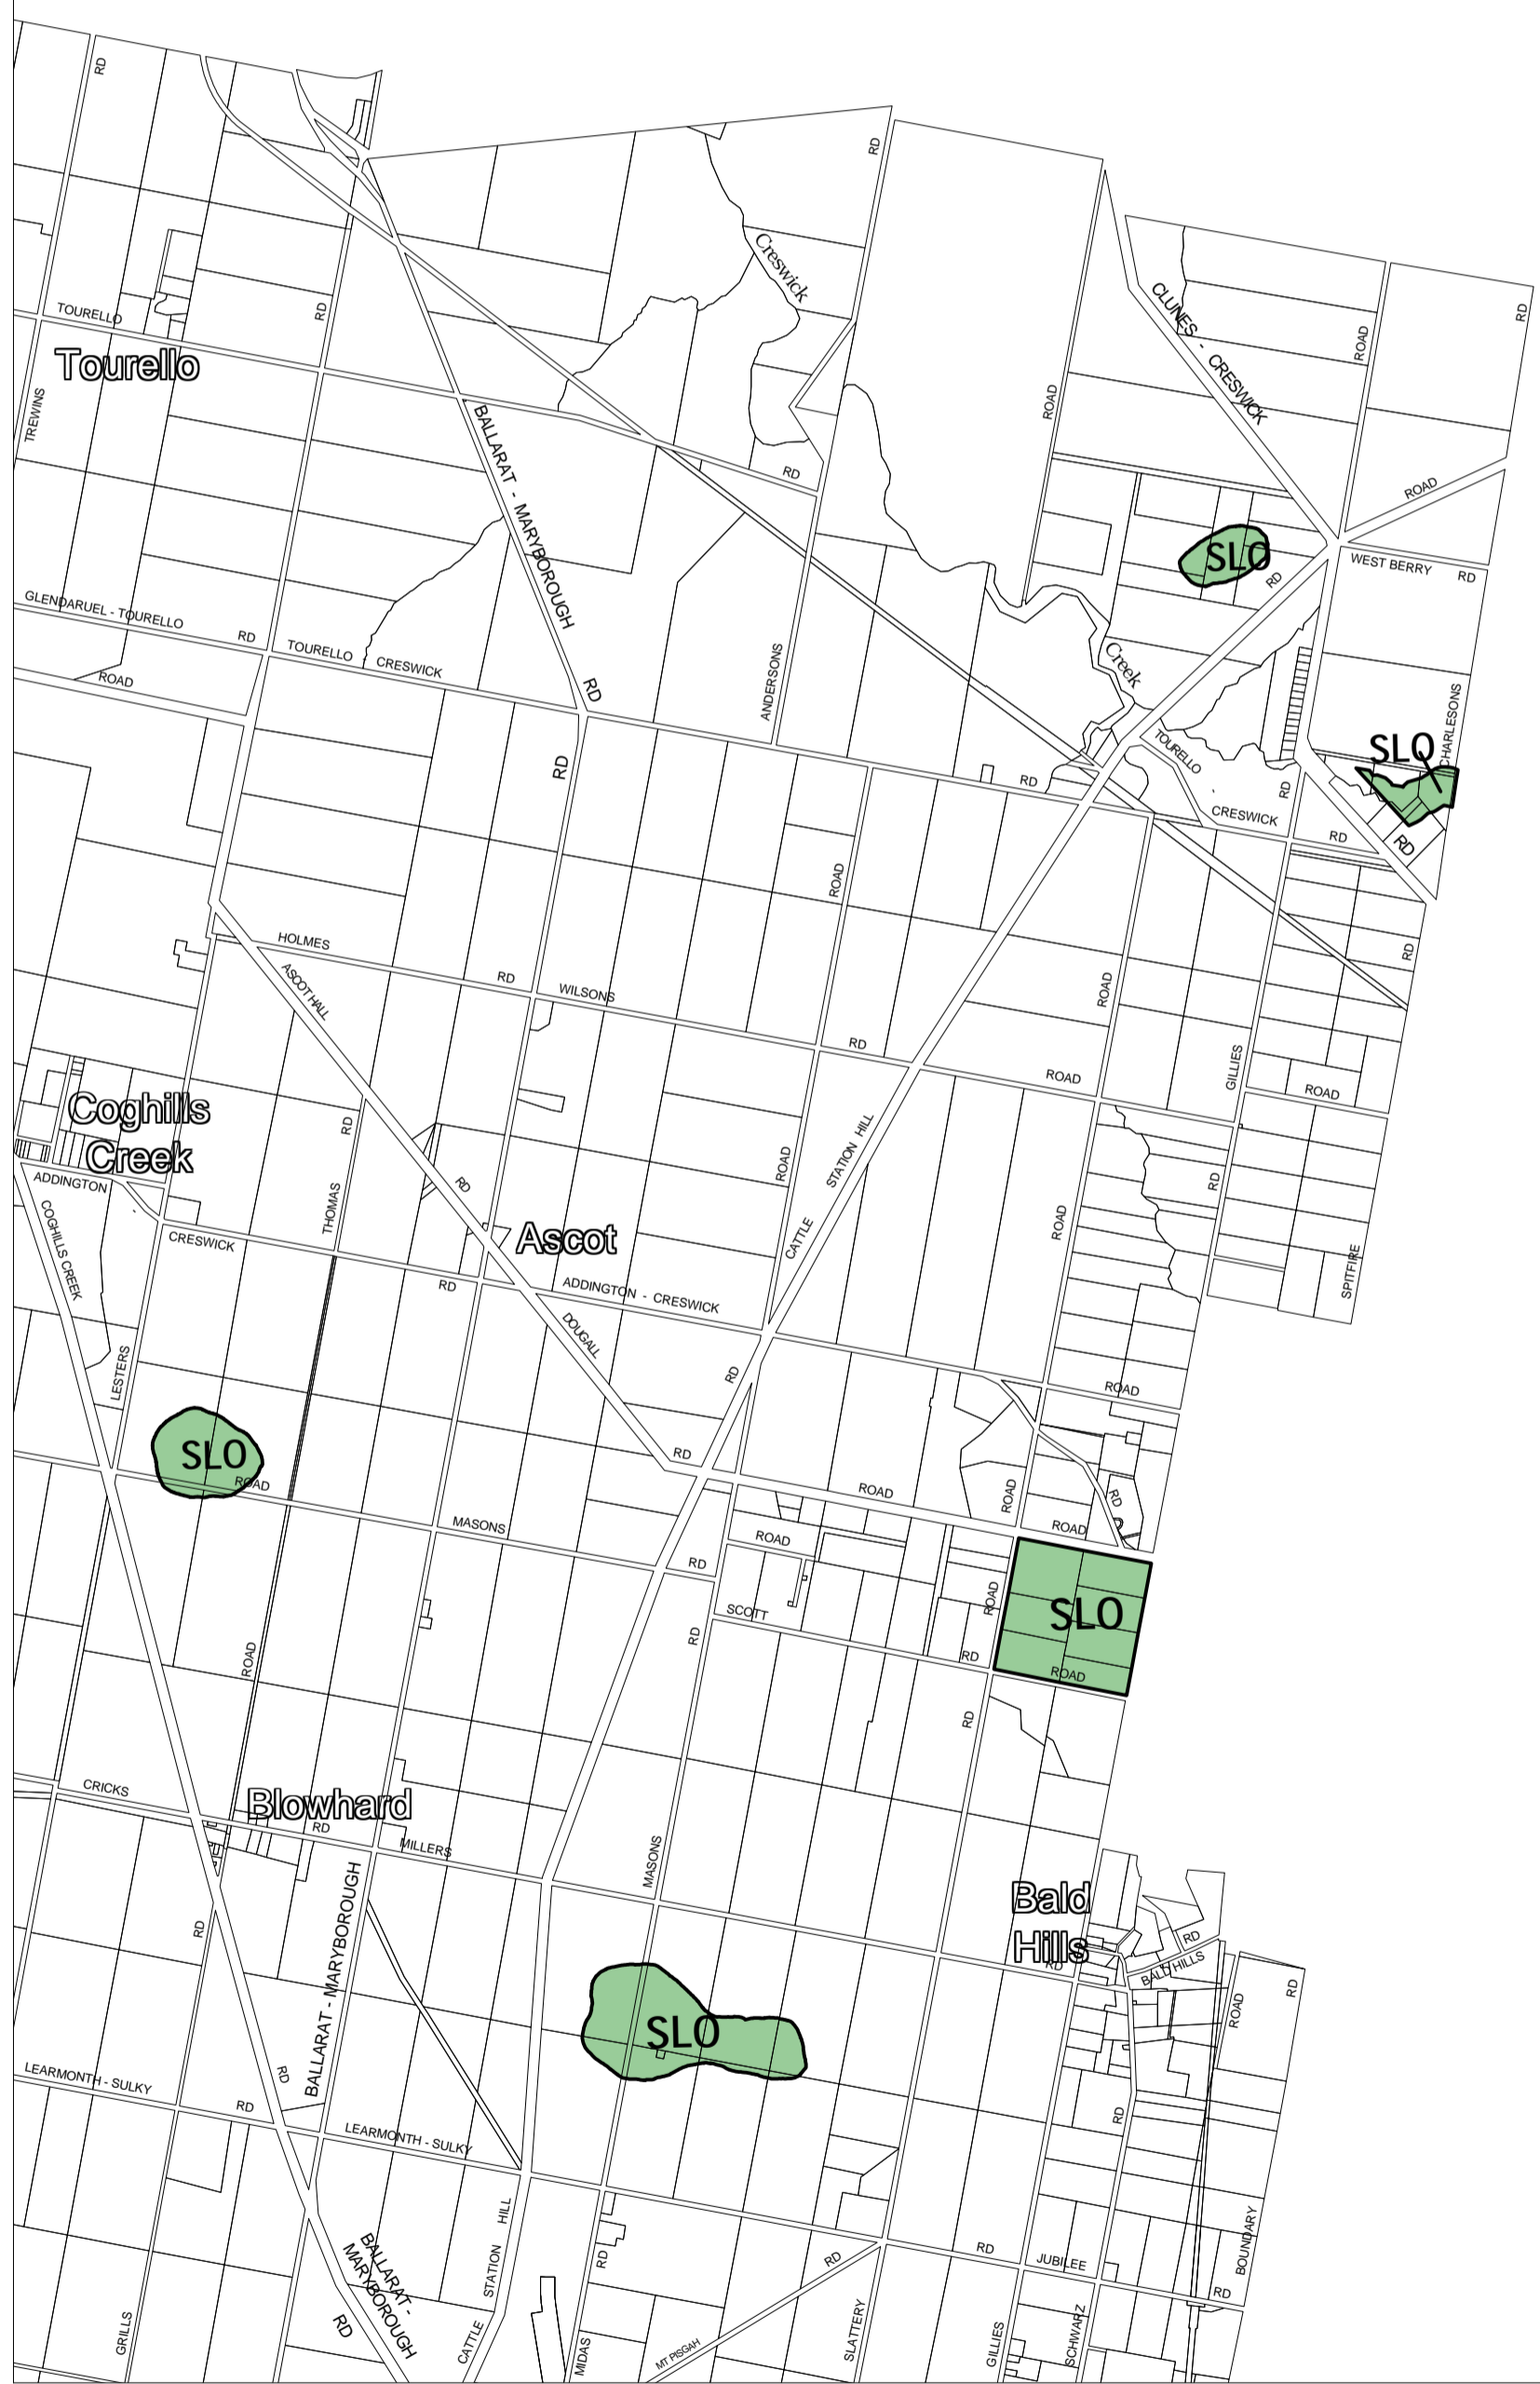 RD
RD
Creswick
TOURELLO
RD
RD
CLUNES - CRESWICK
ROAD
Tourello
TREWINS
BALLARAT - MARYBOROUGH
ROAD
RD
ROAD
SLO
RD
WEST BERRY
RD
GLENDARUEL - TOURELLO
RD
TOURELLO
CRESWICK
ROAD
RD
ANDERSONS
Creek
CHARLESONS
SLO
TOURELLO
RD
RD
RD
CRESWICK
RD
RD
ROAD
HOLMES
RD
WILSONS
ASCOT HALL
ROAD
RD
RD
ROAD
GILLIES
ROAD
Coghills
Creek
RD
ADDINGTON
RD
ROAD
STATION HILL
RD
THOMAS
COGHILLS CREEK
CRESWICK
Ascot
CATTLE
ROAD
SPITFIRE
RD
ADDINGTON - CRESWICK
DOUGALL
LESTERS
RD
ROAD
SLO
ROAD
RD
ROAD
ROAD
RD
MASONS
ROAD
ROAD
RD
SCOTT
ROAD
SLO
RD
RD
ROAD
ROAD
RD
CRICKS
Blowhard
RD
MILLERS
MASONS
BALLARAT - MARYBOROUGH
Bald
Hills
RD
RD
RD
BALD HILLS
ROAD
RD
SLO
LEARMONTH - SULKY
RD
RD
LEARMONTH - SULKY
RD
HILL
BALLARAT -
MARYBOROUGH
STATION
RD
RD
RD
JUBILEE
BOUNDARY
RD
GRILLS
RD
CATTLE
MIDAS
MT PISGAH
SLATTERY
GILLIES
SCHWARZ